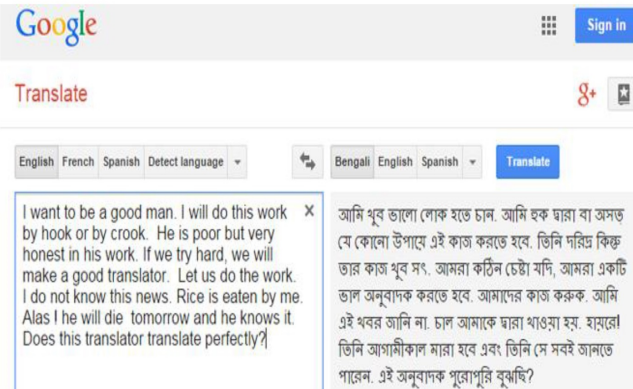 Google
Sign in
Translate
g+
English French Spanish Detect language
Bengali English Spanish
Translate
I want to be a good man. I will do this work
by hook or by crook. He is poor but very
honest in his work. If we try hard, we will
make a good translator. Let us do the work.
I do not know this news. Rice is eaten by me.
Alas ! he will die tomorrow and he knows it.
Does this translator translate perfectly?
আমি খুব ভালো লোক হতে চান. আমি হুক দ্বারা বা অসত্
যে কোনো উপায়ে এই কাজ করতে হবে. তিনি দরিদ্র কিন্তু
তার কাজ খুব সৎ. আমরা কঠিন চেষ্টা যদি, আমরা একটি
ভাল অনুবাদক করতে হবে. আমাদের কাজ করুক. আমি
এই খবর জানি না. চাল আমাকে দ্বারা খাওয়া হয়. হায়রে!
তিনি আগামীকাল মারা হবে এবং তিনি সে সবই জানতে
পারেন. এই অনুবাদক পুরোপুরি বুঝছি?